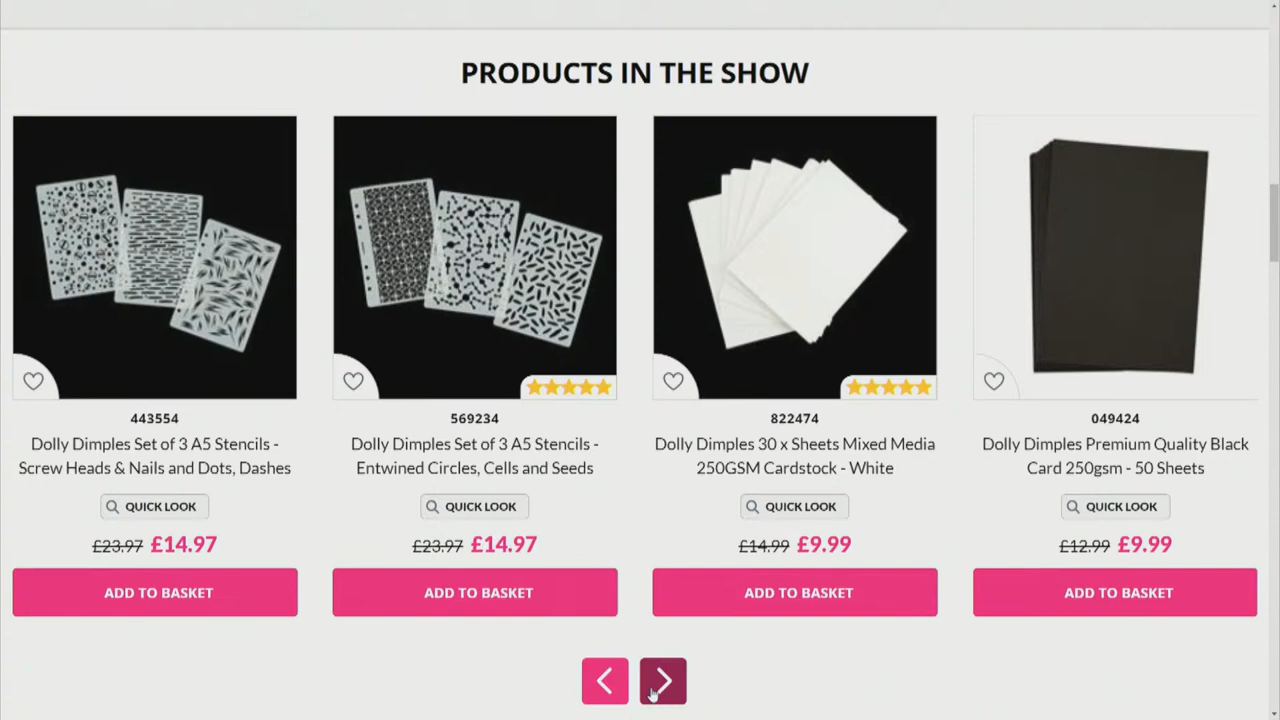 PRODUCTS IN THE SHOW
443554
Dolly Dimples Set of 3 A5 Stencils -
Screw Heads & Nails and Dots, Dashes
QUICK LOOK
£23.97 £14.97
ADD TO BASKET
569234
Dolly Dimples Set of 3 A5 Stencils -
Entwined Circles, Cells and Seeds
QUICK LOOK
£23.97 £14.97
ADD TO BASKET
822474
Dolly Dimples 30 x Sheets Mixed Media
250GSM Cardstock - White
QUICK LOOK
£14.99 £9.99
ADD TO BASKET
049424
Dolly Dimples Premium Quality Black
Card 250gsm - 50 Sheets
QUICK LOOK
£12.99 £9.99
ADD TO BASKET